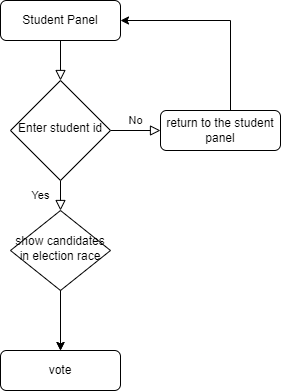 Student Panel
Enter student id
No
return to the student
panel
Yes
show candidates
in election race
vote